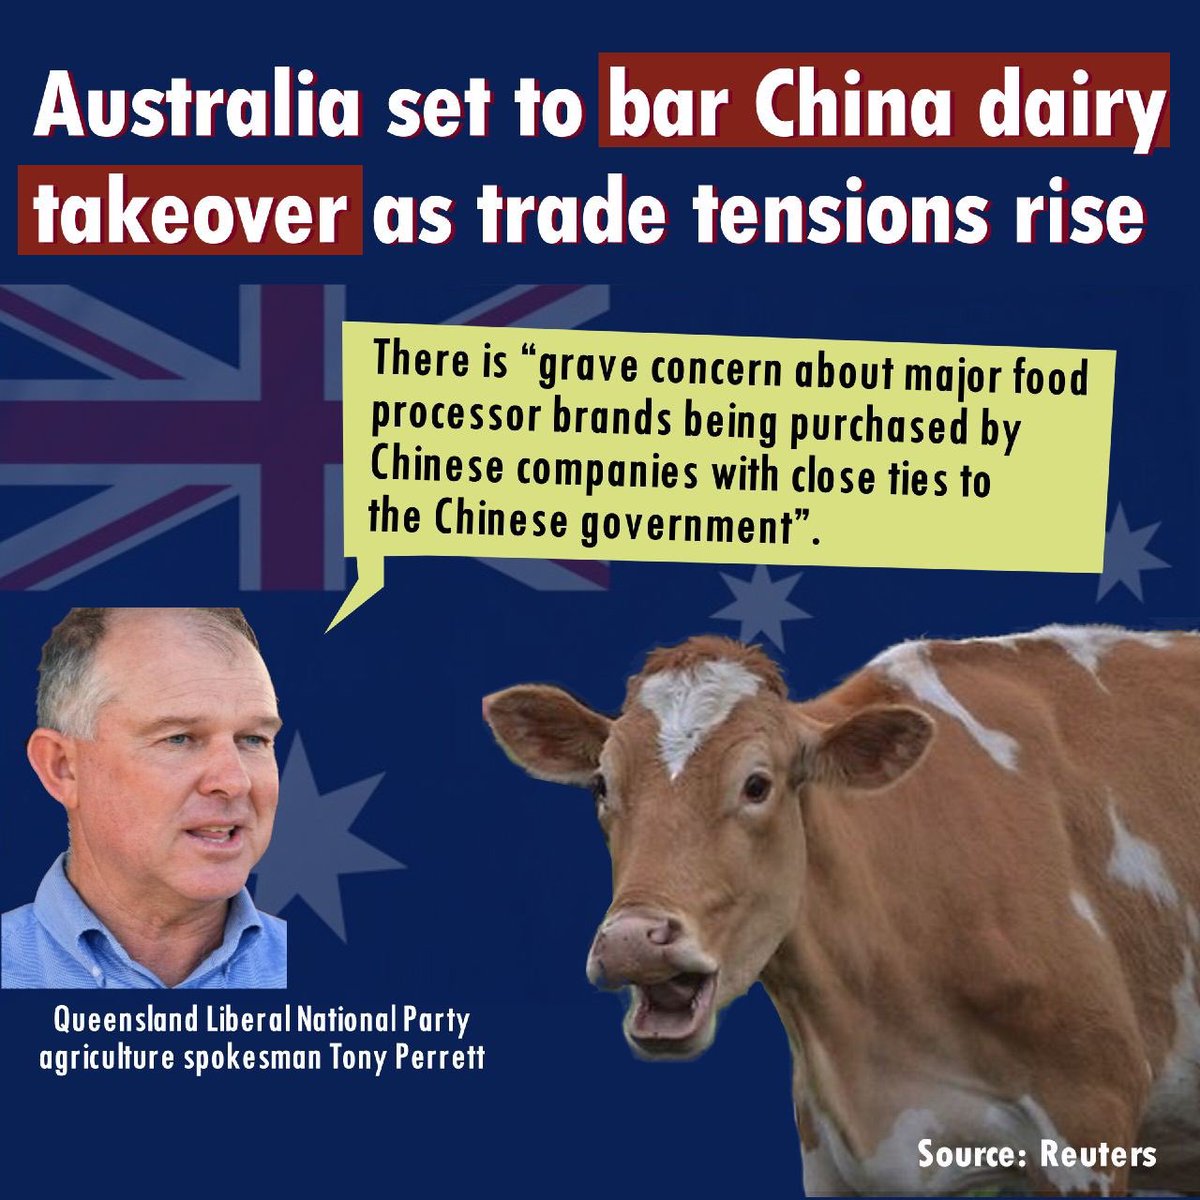 Australia set to bar China dairy
takeover as trade tensions rise
There is “grave concern about major food
processor brands being purchased by
Chinese companies with close ties to
the Chinese government”.
Queensland Liberal National Party
agriculture spokesman Tony Perrett
Source: Reuters